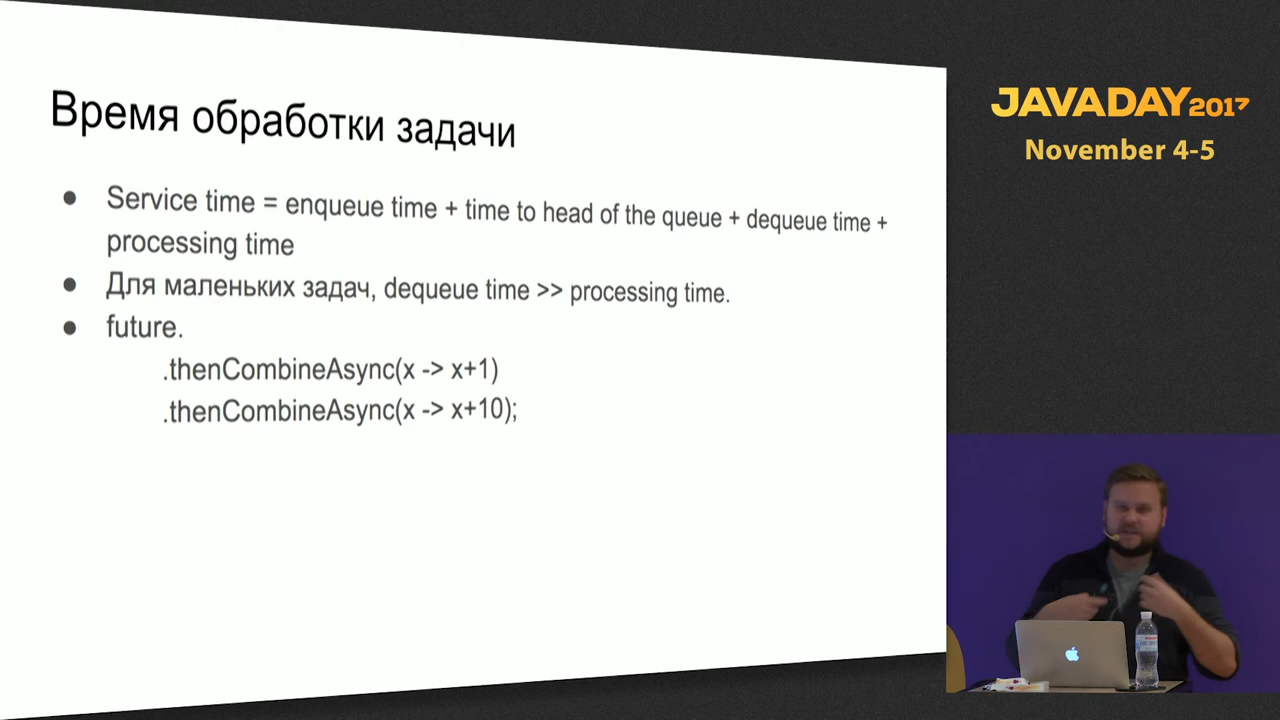 Время обработки задачи
● Service time = enqueue time + time to head of the queue + dequeue time +
processing time
● Для маленьких задач, dequeue time >> processing time.
● future.
.thenCombineAsync(x -> x+1)
.thenCombineAsync(x -> x+10);
JAVADAY2017
November 4-5